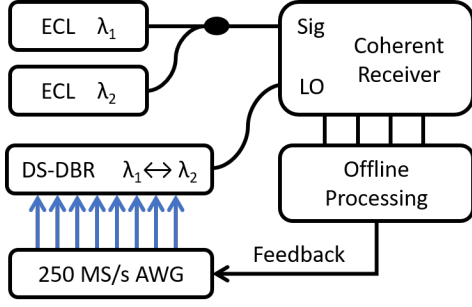 ECL λ1
Sig
Coherent
Receiver
ECL λ2
LO
DS-DBR λ1↔λ2
Offline
Processing
Feedback
250 MS/s AWG